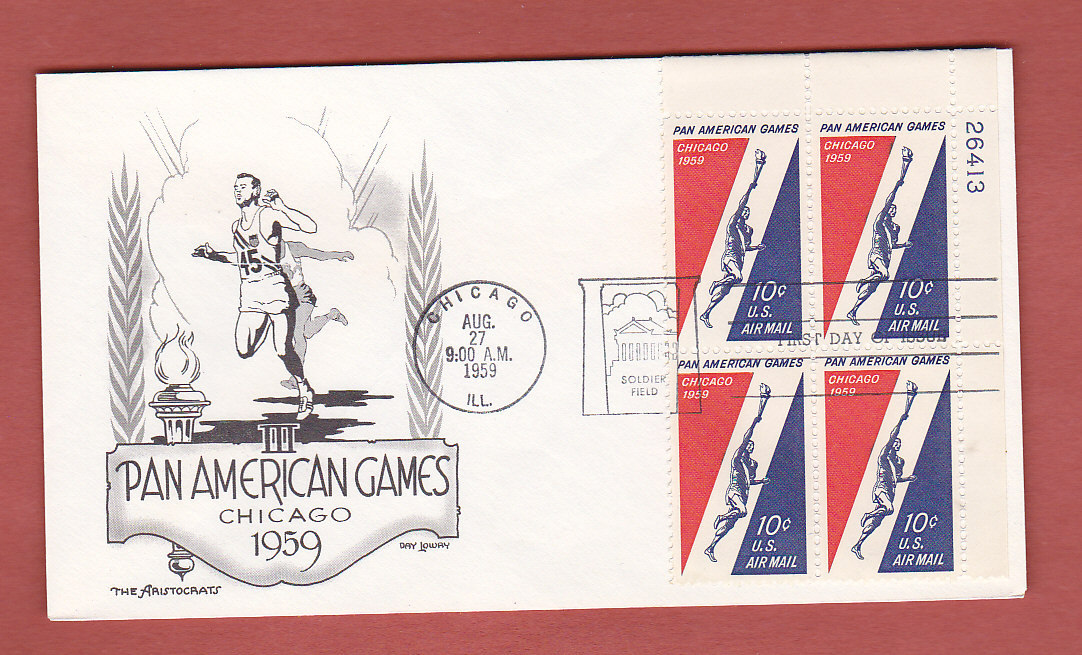 45
III
PAN AMERICAN GAMES
CHICAGO
1959
DAY LOWRY
THE ARISTOCRATS
CHICAGO
AUG.
27
9:00 A.M.
1959
ILL.
SOLDIER
FIELD
FIRST DAY OF ISSUE
PAN AMERICAN GAMES
CHICAGO
1959
10¢
U.S.
AIR MAIL
PAN AMERICAN GAMES
CHICAGO
1959
10¢
U.S.
AIR MAIL
26413
PAN AMERICAN GAMES
CHICAGO
1959
10¢
U.S.
AIR MAIL
PAN AMERICAN GAMES
CHICAGO
1959
10¢
U.S.
AIR MAIL